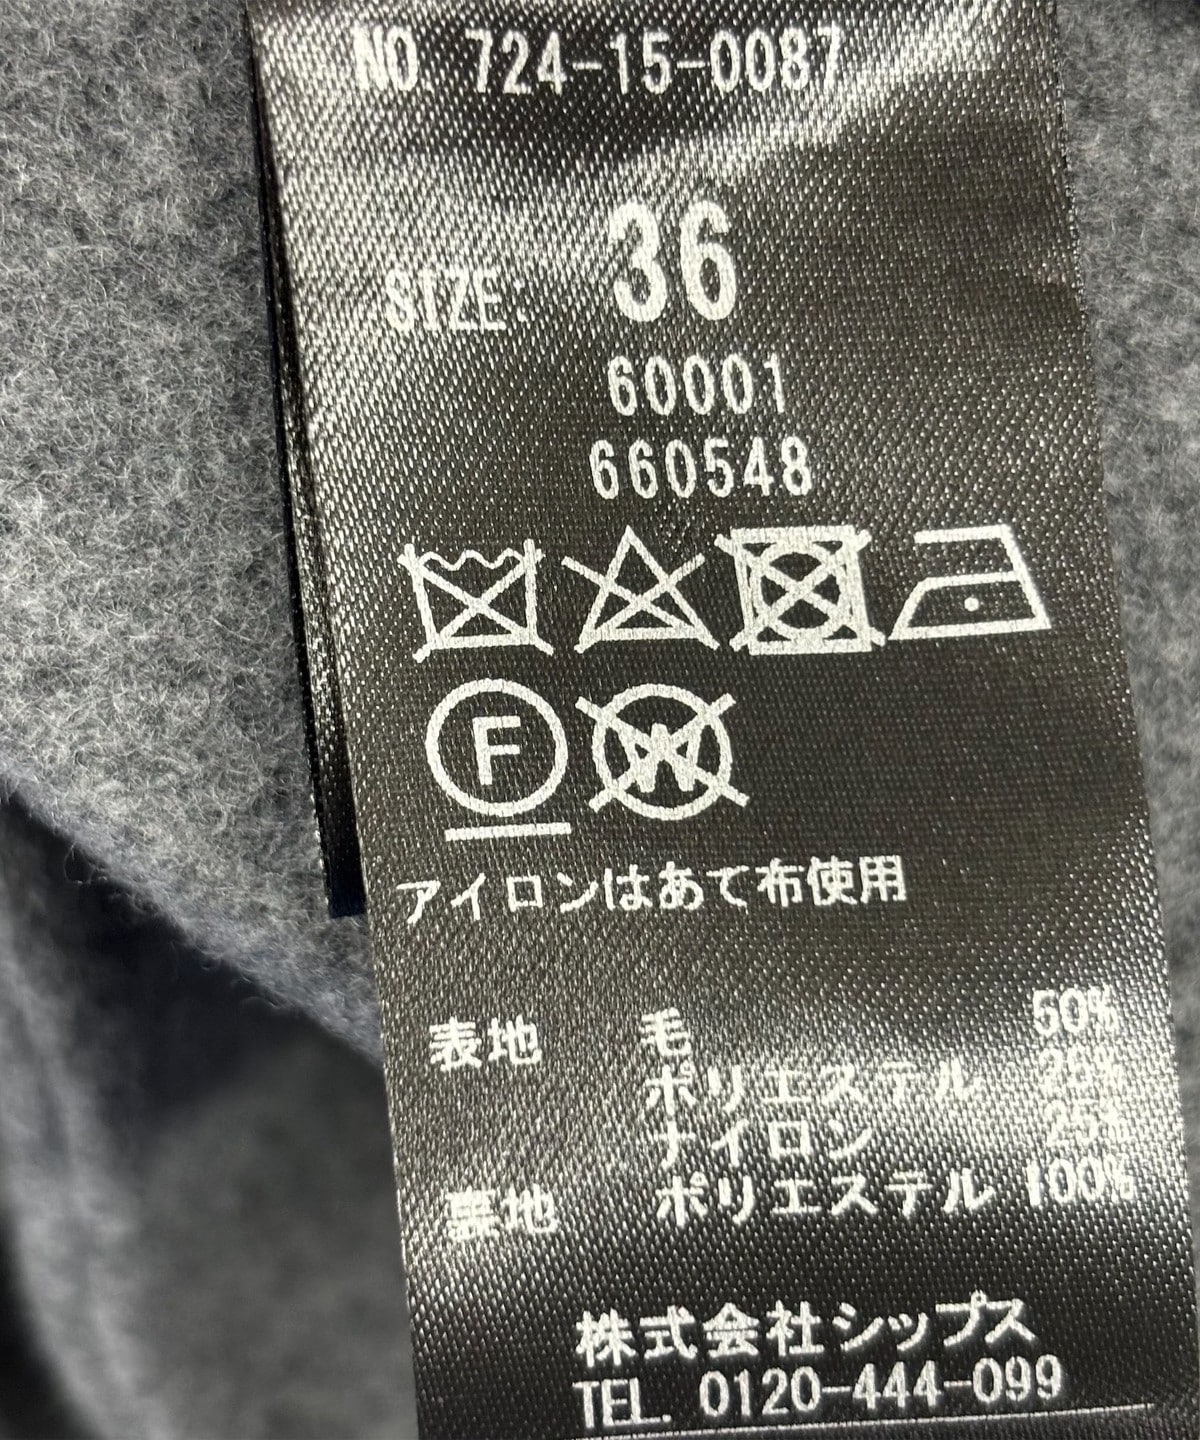 NO. 724-15-0087
SIZE: 36
60001
660548
F
W
アイロンはあて布使用
表地 毛 50%
ポリエステル 25%
ナイロン 25%
裏地 ポリエステル 100%
株式会社シップス
TEL. 0120-444-099